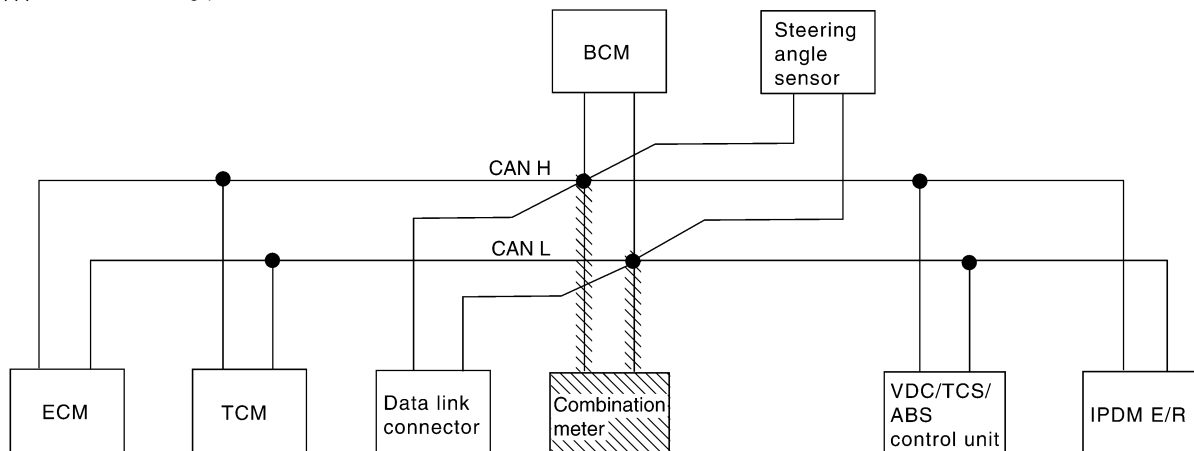 BCM
Steering
angle
sensor
CAN H
CAN L
ECM
TCM
Data link
connector
Combination
meter
VDC/TCS/
ABS
control unit
IPDM E/R